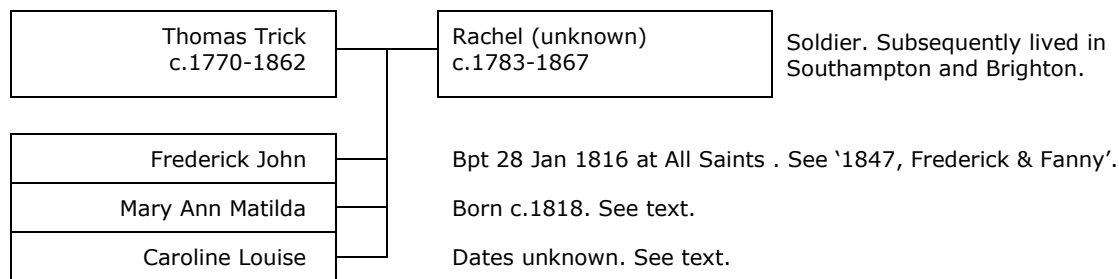 Thomas Trick
c.1770-1862
Rachel (unknown)
c.1783-1867
Soldier. Subsequently lived in
Southampton and Brighton.
Frederick John
Bpt 28 Jan 1816 at All Saints . See ‘1847, Frederick & Fanny’.
Mary Ann Matilda
Born c.1818. See text.
Caroline Louise
Dates unknown. See text.